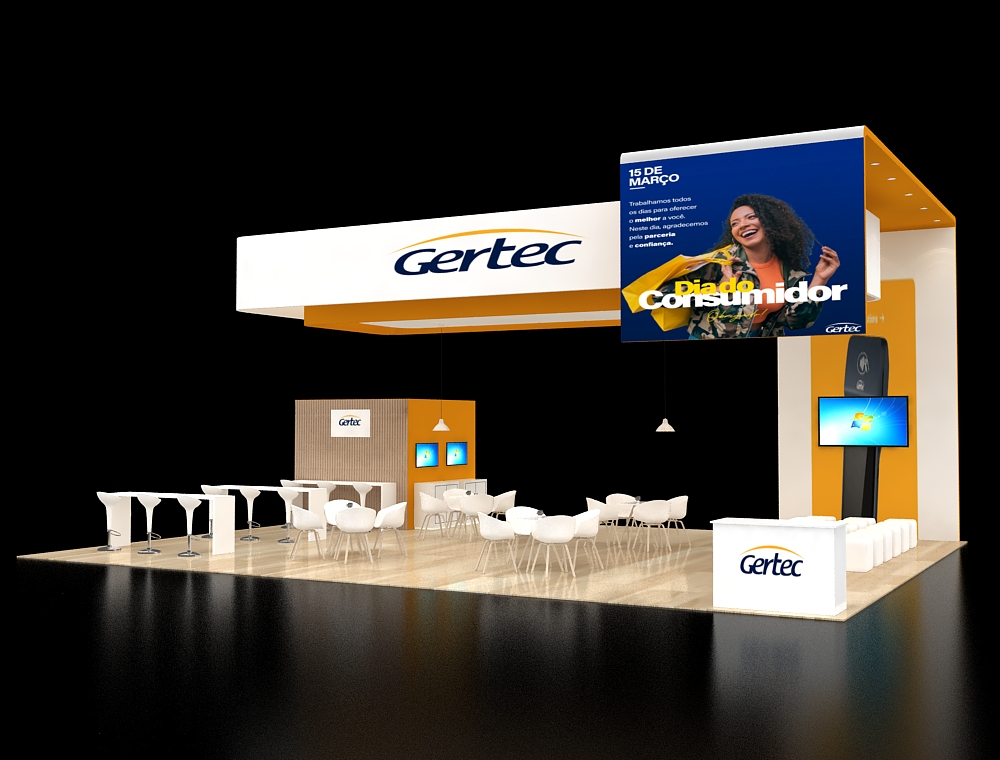 Gertec
15 DE
MARÇO
Trabalhamos todos
os dias para oferecer
o melhor a você.
Neste dia, agradecemos
pela parceria
e confiança.
Dia do
Consumidor
Gertec
Gertec
Gertec